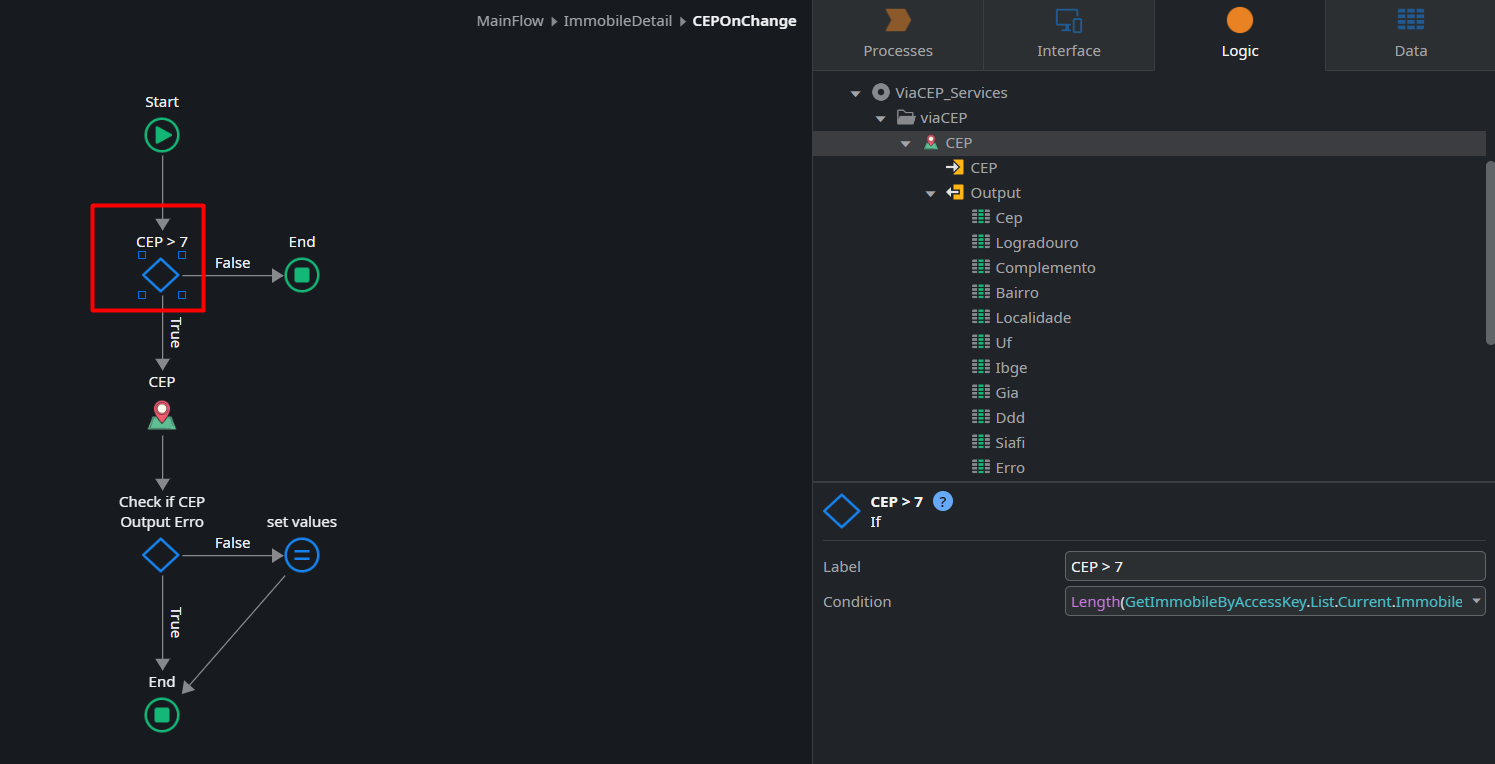 MainFlow ImmobileDetail CEPOnChange
Start
CEP > 7
False
End
True
CEP
Check if CEP
Output Erro
False
set values
True
End
Processes
Interface
Logic
Data
ViaCEP_Services
viaCEP
CEP
CEP
Output
Cep
Logradouro
Complemento
Bairro
Localidade
Uf
Ibge
Gia
Ddd
Siafi
Erro
CEP > 7 ?
If
Label
CEP > 7
Condition
Length(GetImmobileByAccessKey.List.Current.Immobile